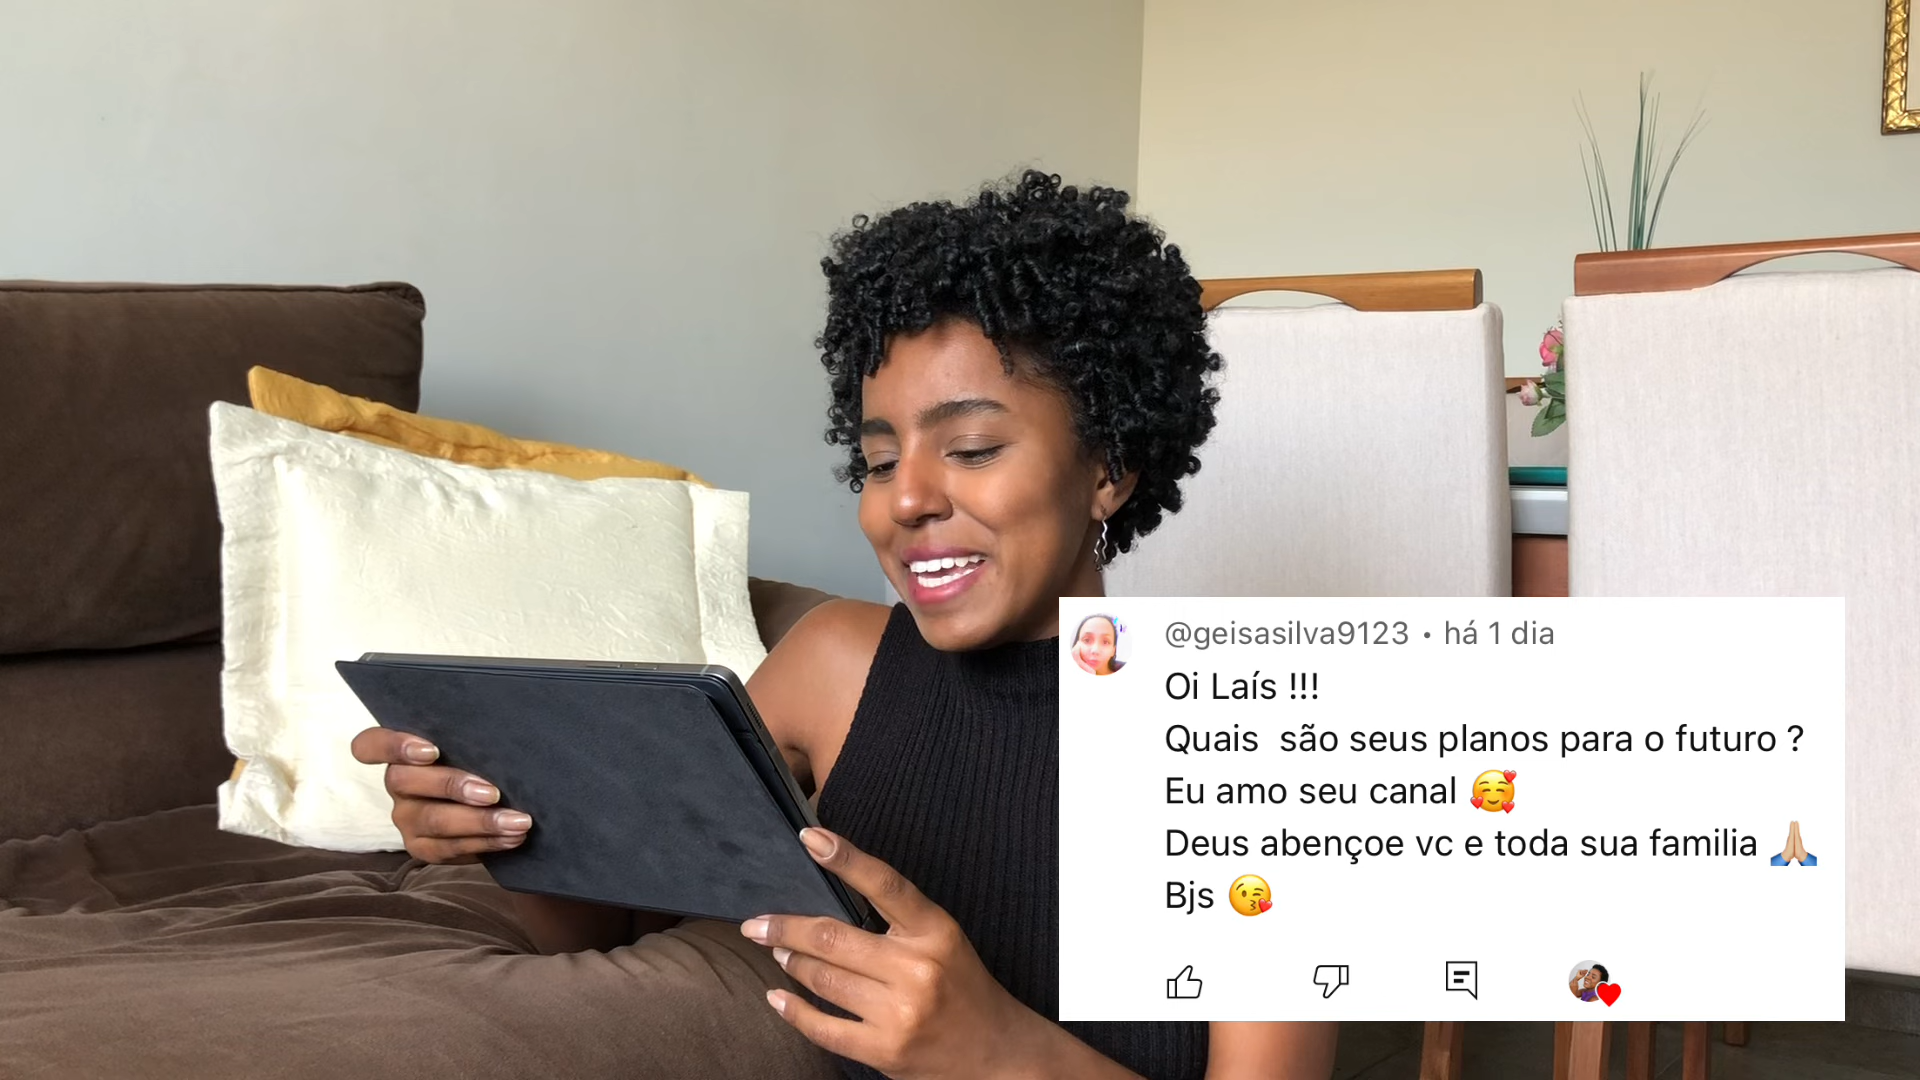 @geisasilva9123 • há 1 dia
Oi Laís !!!
Quais  são seus planos para o futuro ?
Eu amo seu canal 🥰
Deus abençoe vc e toda sua familia 🙏🏼
Bjs 😘